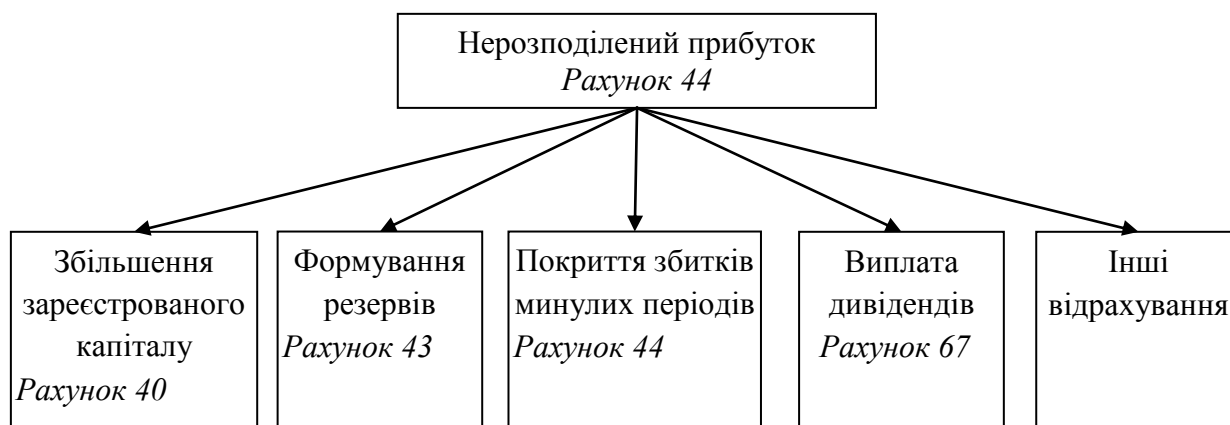 Нерозподілений прибуток
Рахунок 44
Збільшення
зареєстрованого
капіталу
Рахунок 40
Формування
резервів
Рахунок 43
Покриття збитків
минулих періодів
Рахунок 44
Виплата
дивідендів
Рахунок 67
Інші
відрахування